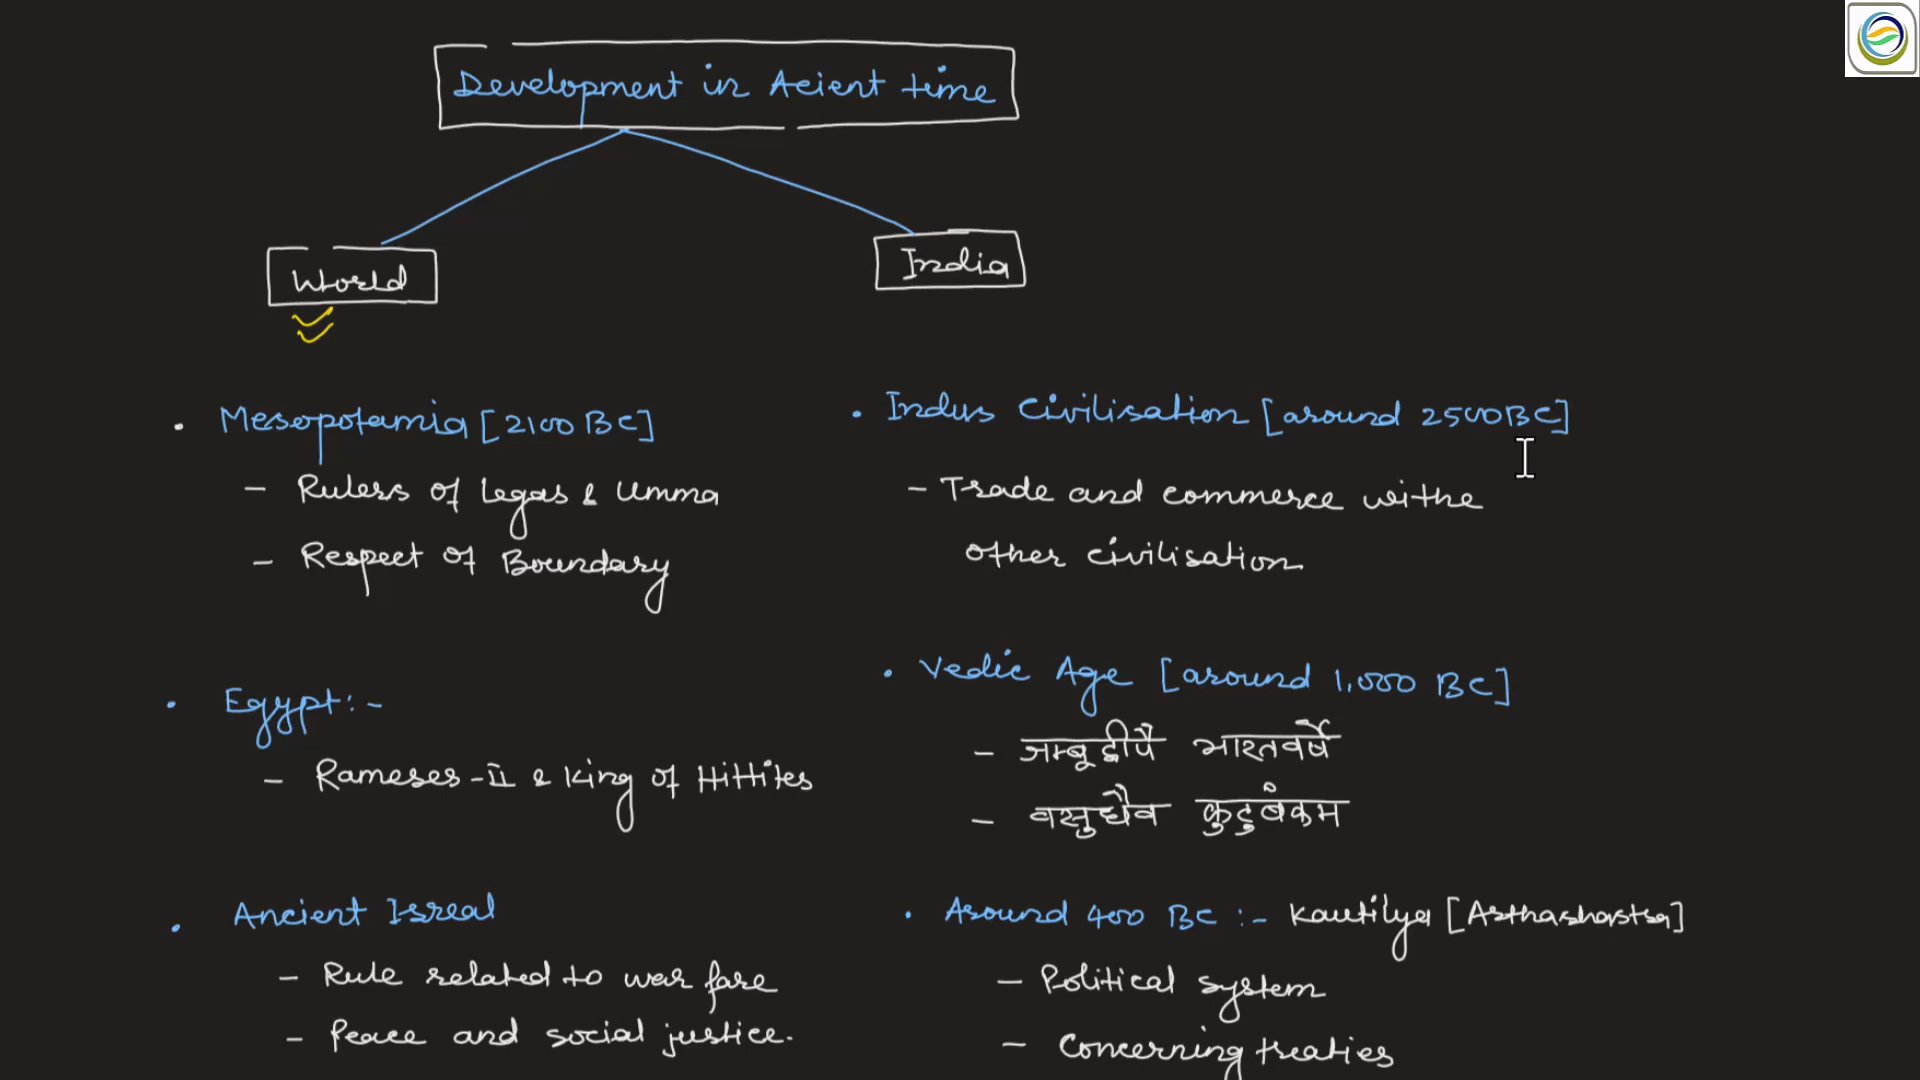 Development in Acient time
World
India
• Mesopotamia [2100 BC]
- Rulers of Legas & Umma
- Respect of Boundary
• Egypt:-
- Rameses-II & King of Hittites
• Ancient Isreal
- Rule related to war fare
- Peace and social justice.
• Indus Civilisation [around 2500BC]
- Trade and commerce withe
other civilisation
• Vedic Age [around 1,000 BC]
- जम्बूद्वीपै भारतवर्षे
- वसुधैव कुटुबंकम
• Around 400 BC :- Kautilya [Arthashastra]
- Political system
- Concerning treaties